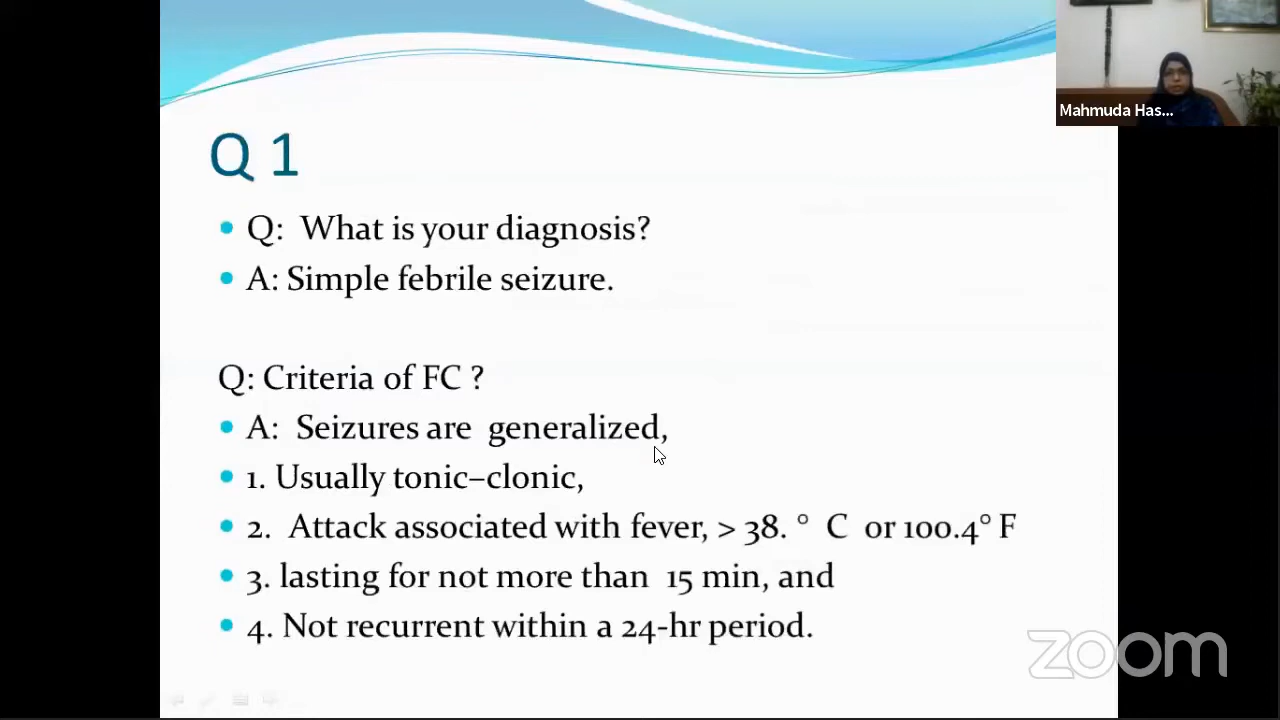 Mahmuda Has...
Q 1
Q: What is your diagnosis?
A: Simple febrile seizure.
Q: Criteria of FC ?
A: Seizures are generalized,
1. Usually tonic–clonic,
2. Attack associated with fever, > 38. ° C or 100.4° F
3. lasting for not more than 15 min, and
4. Not recurrent within a 24-hr period.
zoom